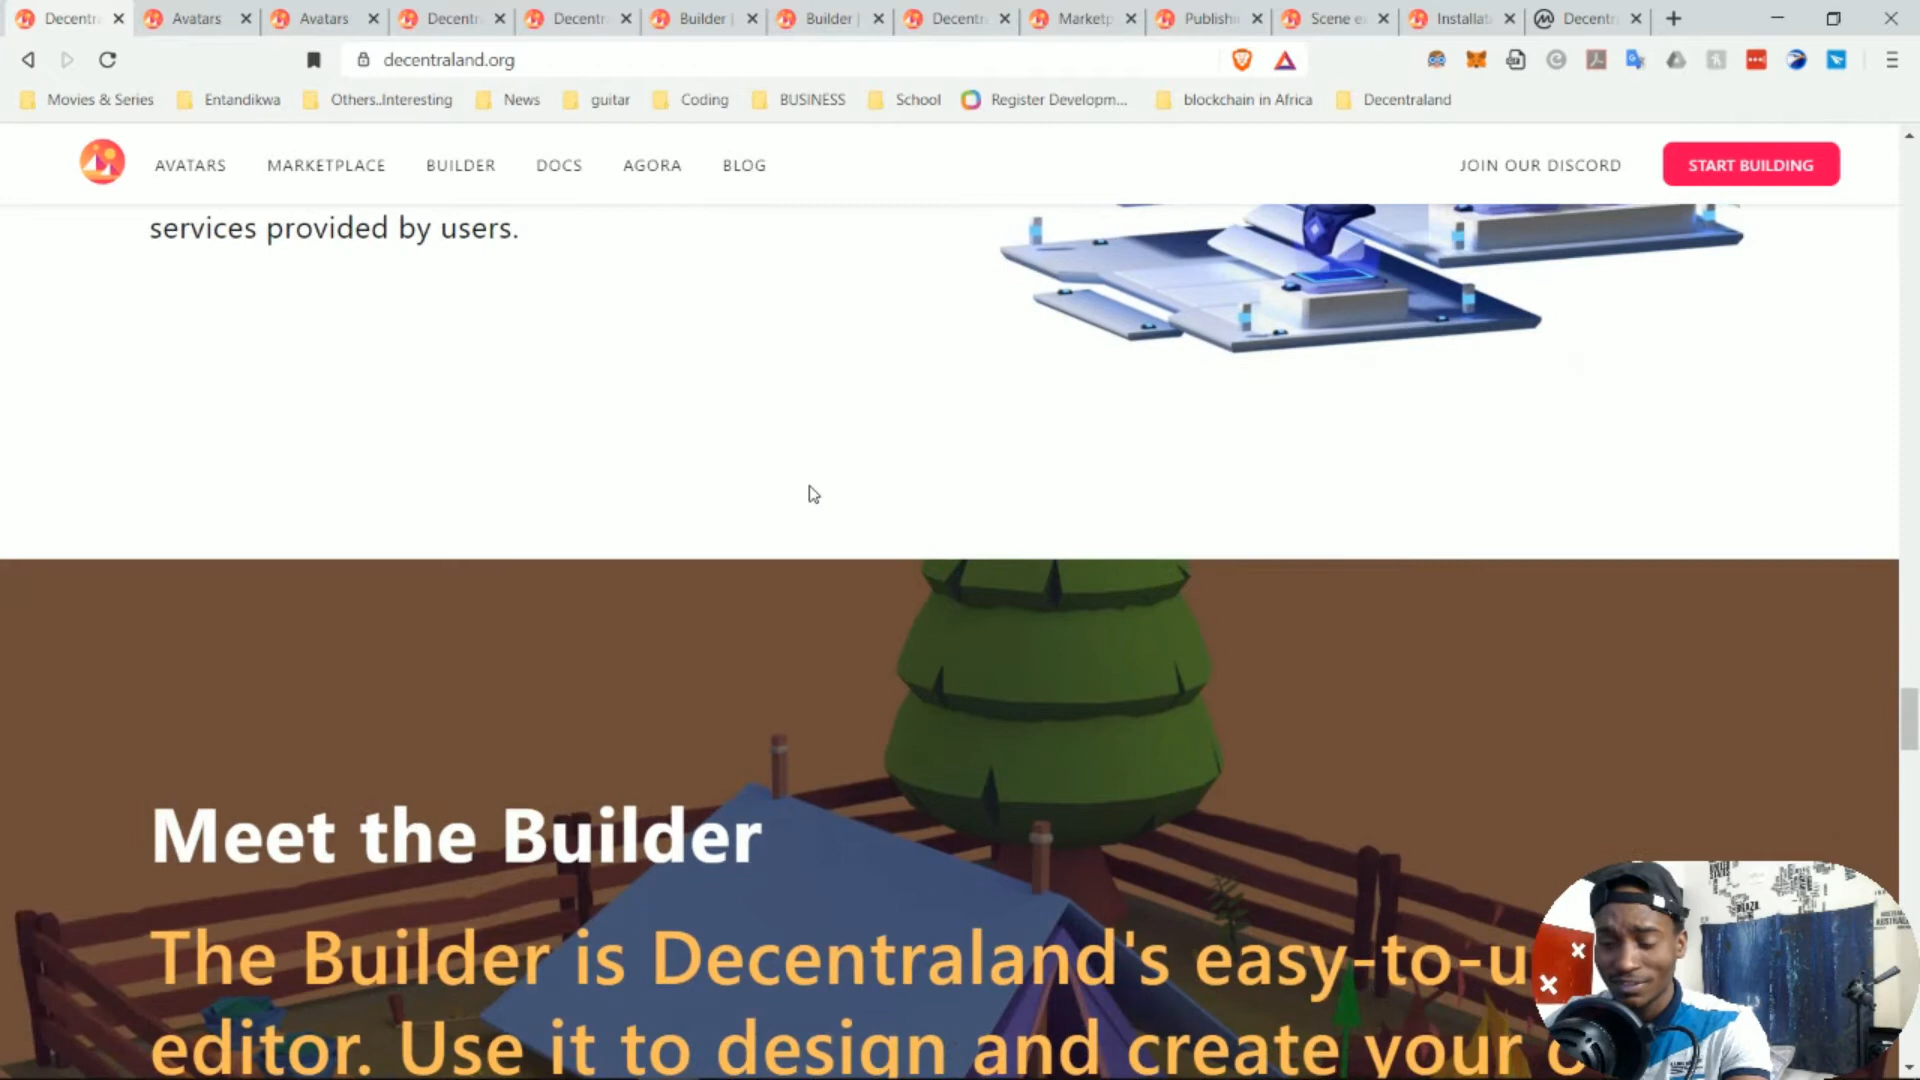 Decentr
Avatars
Avatars
Decentr
Decentr
Builder |
Builder |
Decentr
Marketp
Publishi
Scene e
Installat
Decentr
decentraland.org
Movies & Series
Entandikwa
Others..Interesting
News
guitar
Coding
BUSINESS
School
Register Developm...
blockchain in Africa
Decentraland
AVATARS
MARKETPLACE
BUILDER
DOCS
AGORA
BLOG
JOIN OUR DISCORD
START BUILDING
services provided by users.
Meet the Builder
The Builder is Decentraland's easy-to-u
editor. Use it to design and create your